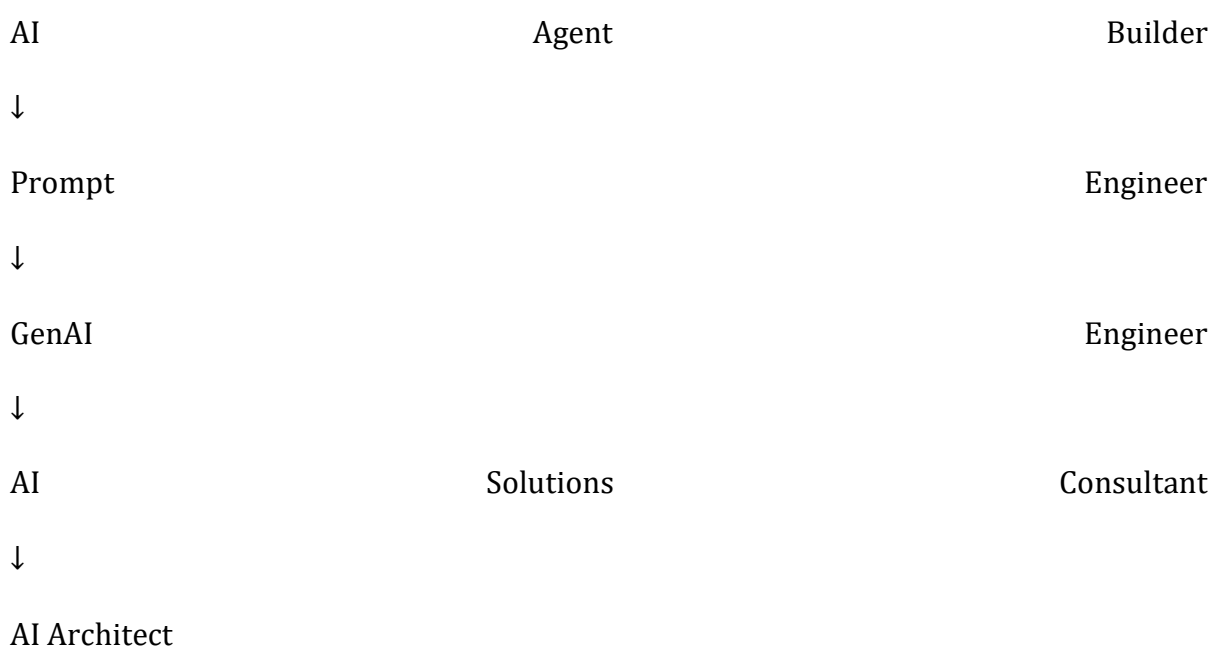 AI Agent Builder
↓
Prompt Engineer
↓
GenAI Engineer
↓
AI Solutions Consultant
↓
AI Architect